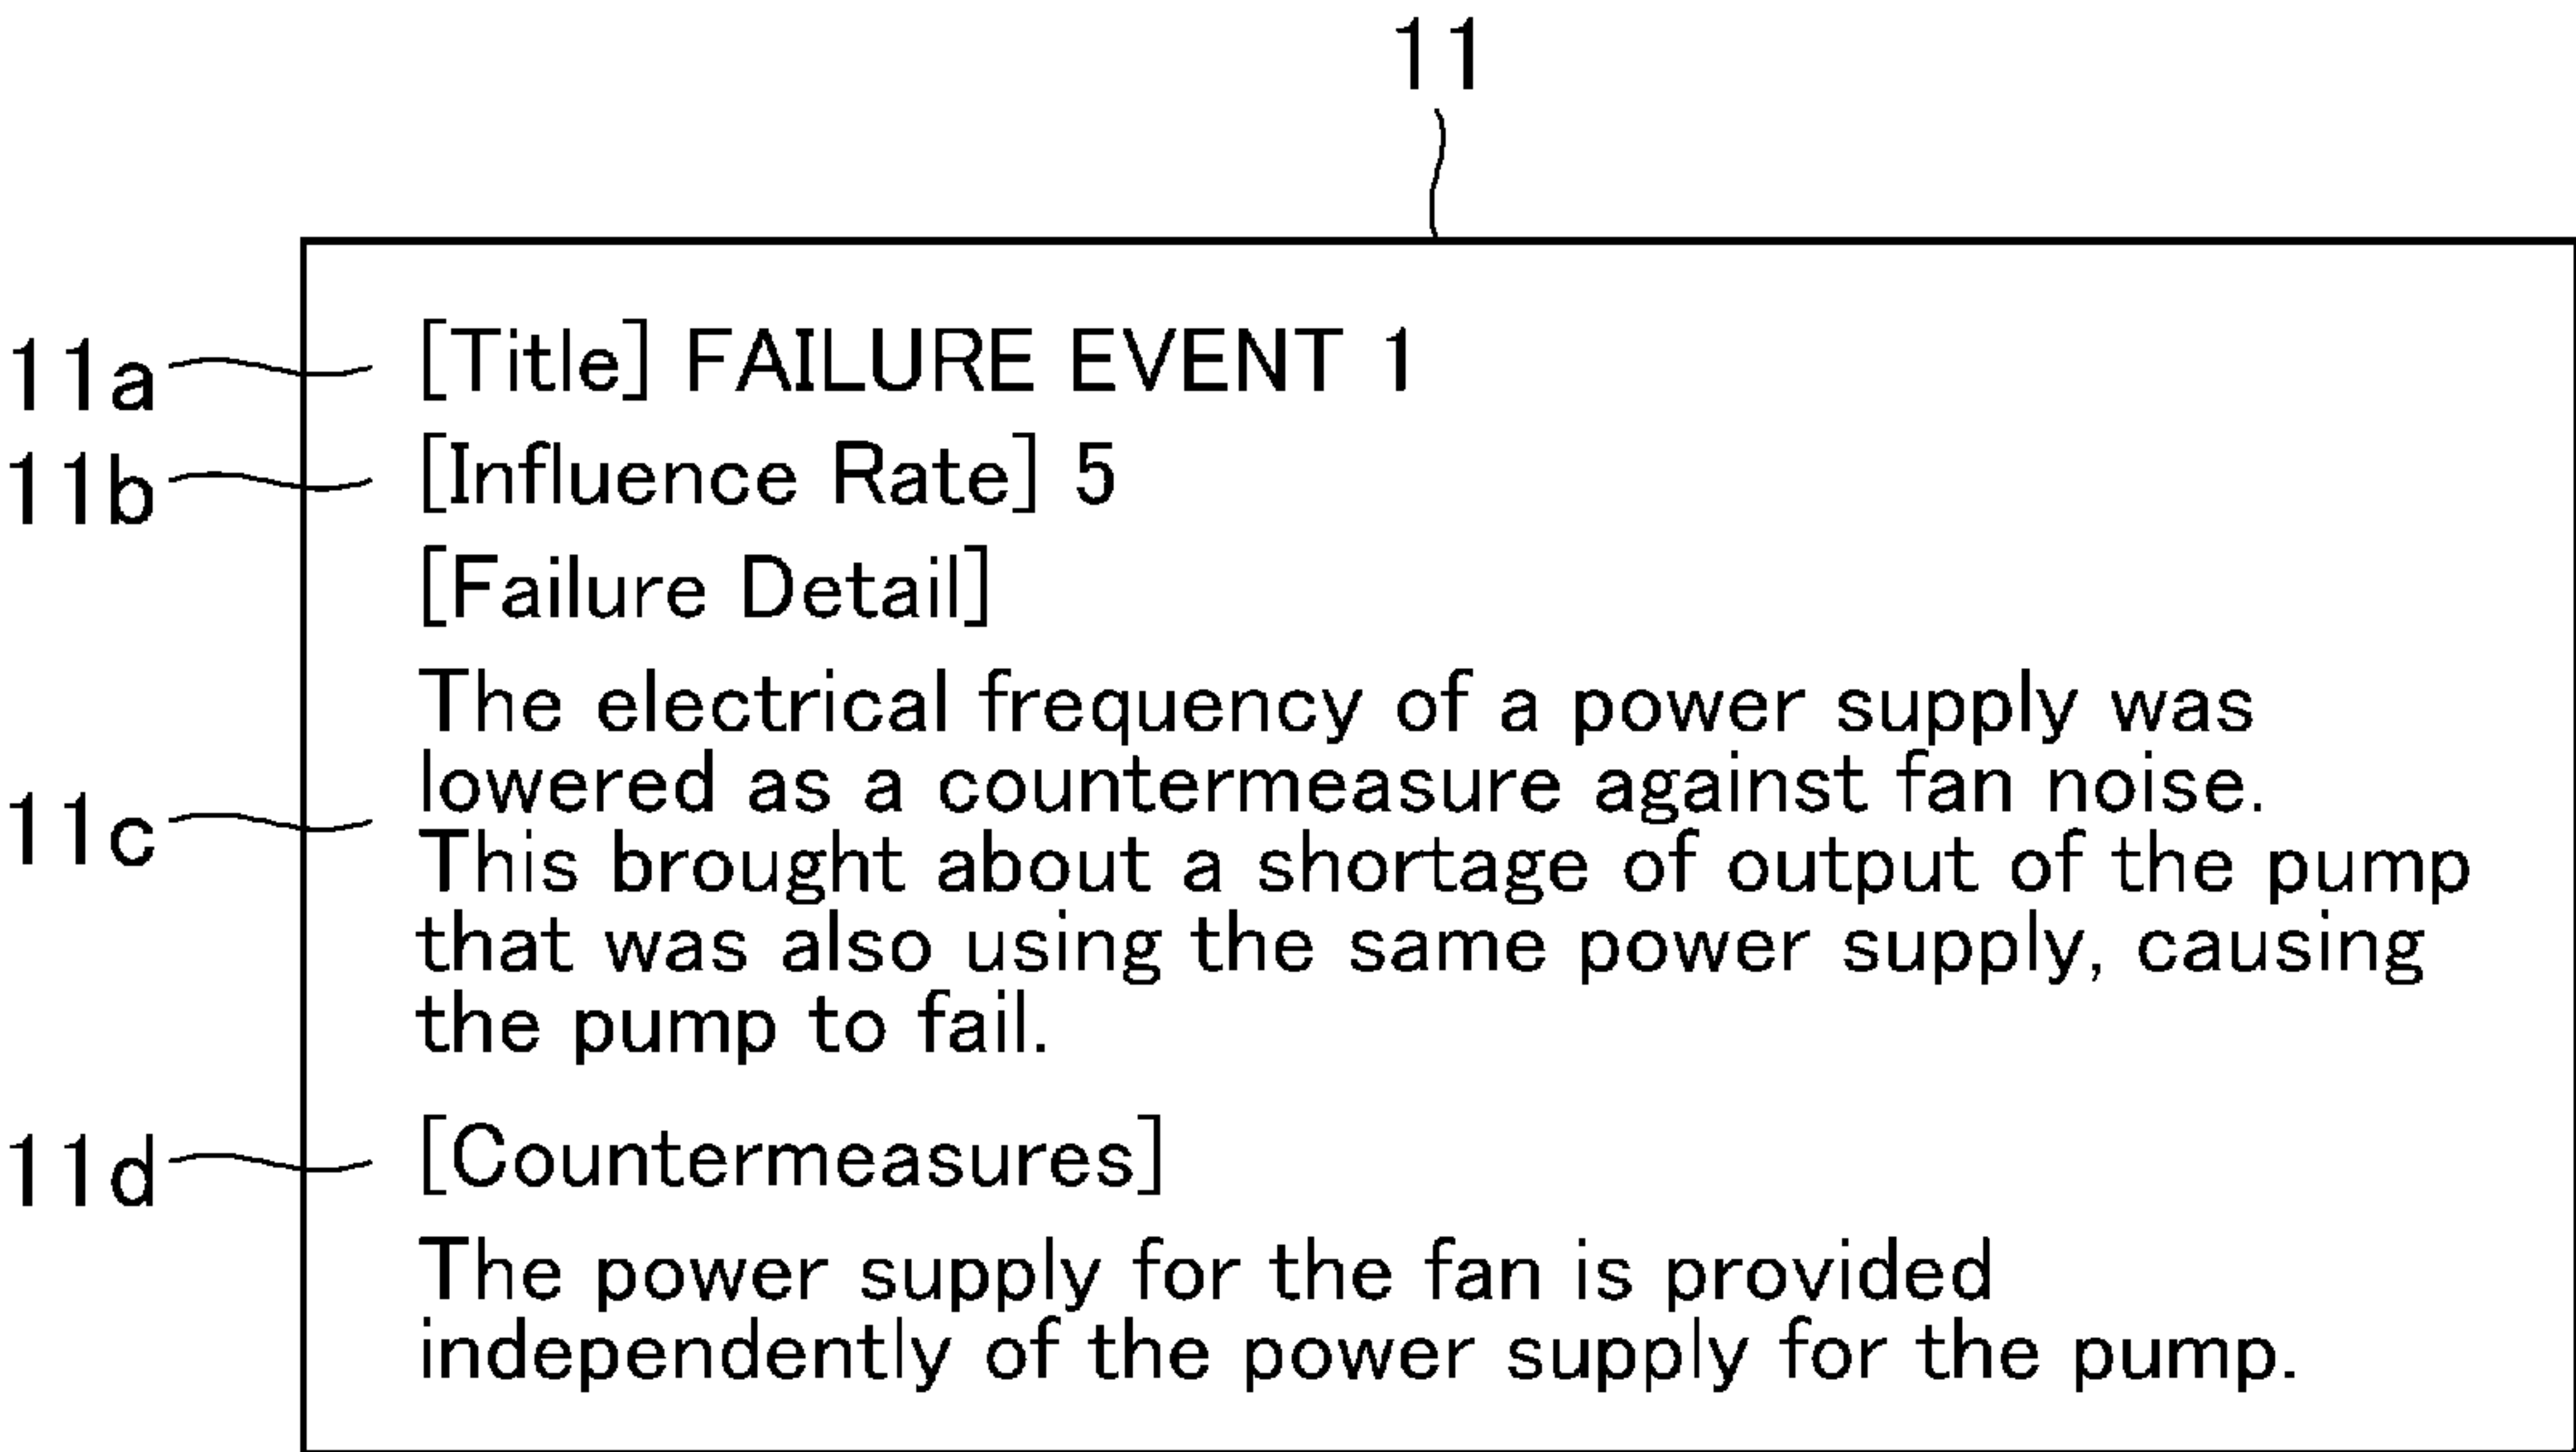 11
11a [Title] FAILURE EVENT 1
11b [Influence Rate] 5
[Failure Detail]
The electrical frequency of a power supply was
lowered as a countermeasure against fan noise.
11c
This brought about a shortage of output of the pump
that was also using the same power supply, causing
the pump to fail.
11d [Countermeasures]
The power supply for the fan is provided
independently of the power supply for the pump.